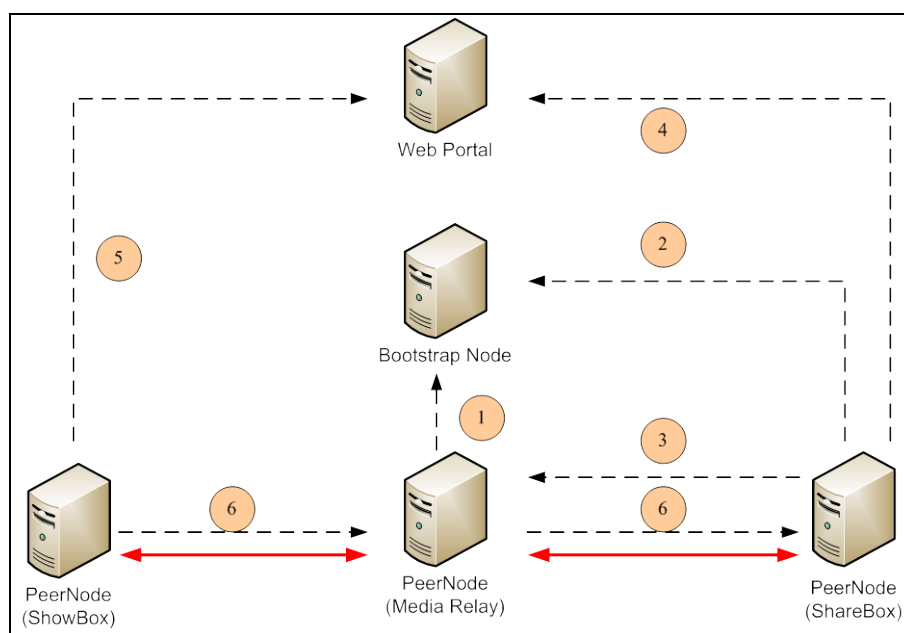 Web Portal
4
5
2
Bootstrap Node
1
3
6
6
PeerNode
(ShowBox)
PeerNode
(Media Relay)
PeerNode
(ShareBox)